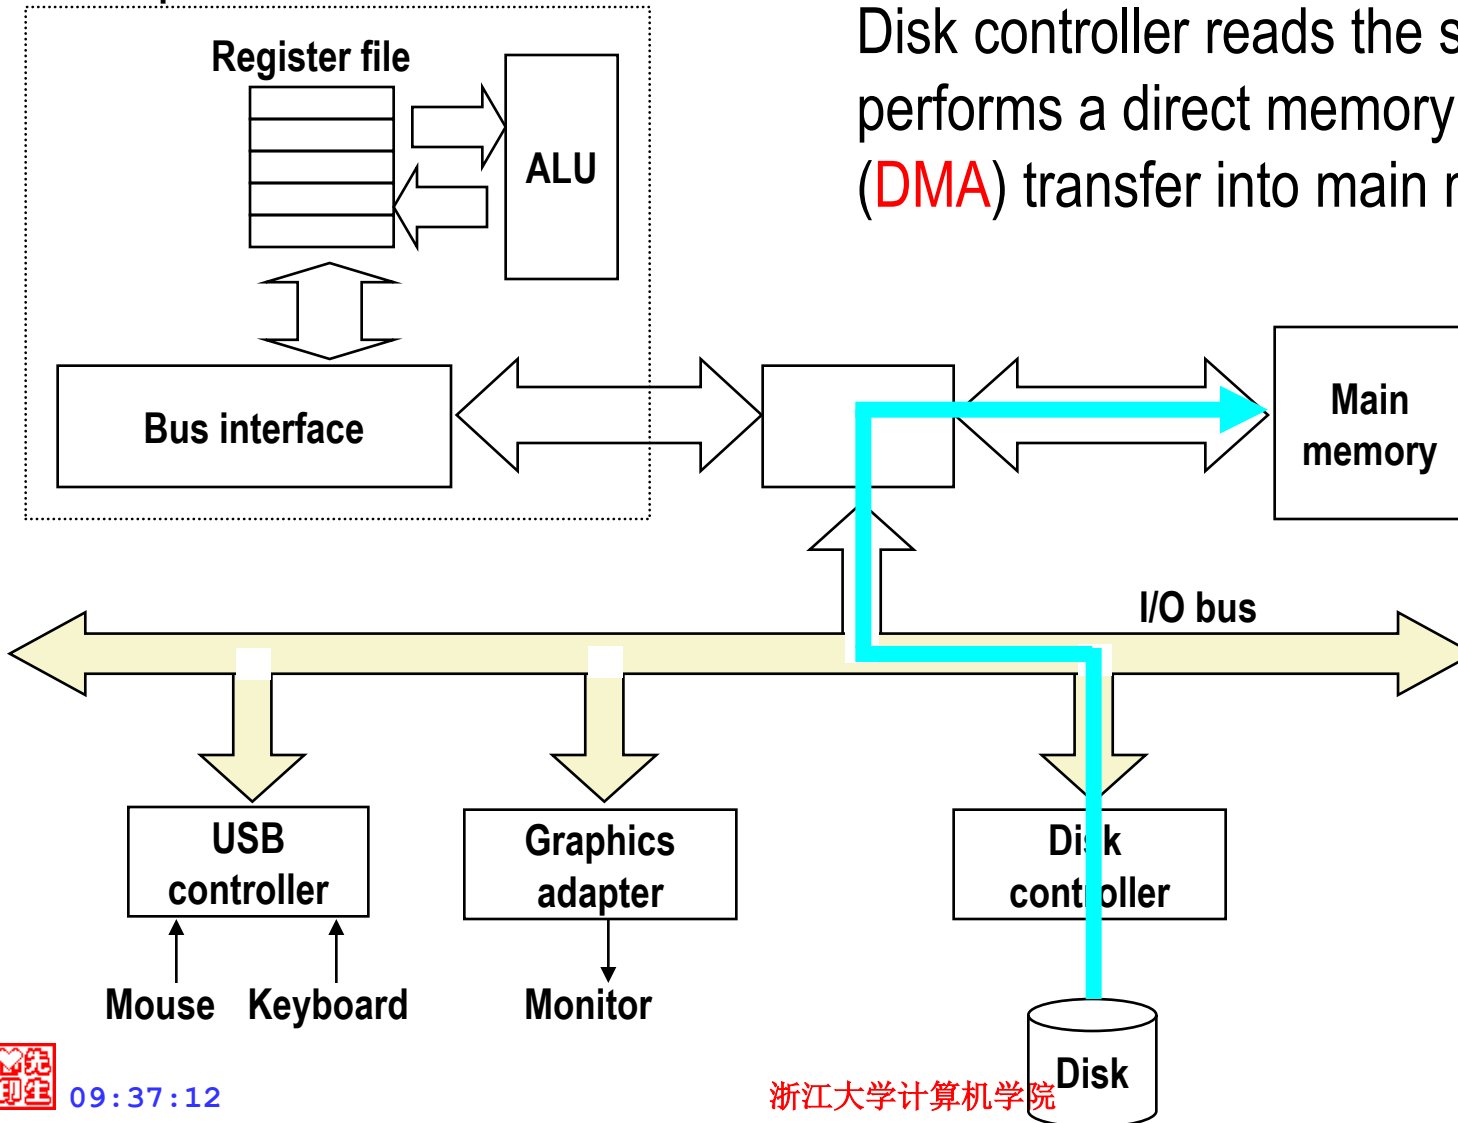 Disk controller reads the
performs a direct memory
(DMA) transfer into main
Register file
ALU
Bus interface
Main
memory
I/O bus
USB
controller
Graphics
adapter
Disk
controller
Mouse
Keyboard
Monitor
Disk
09:37:12
浙江大学计算机学院